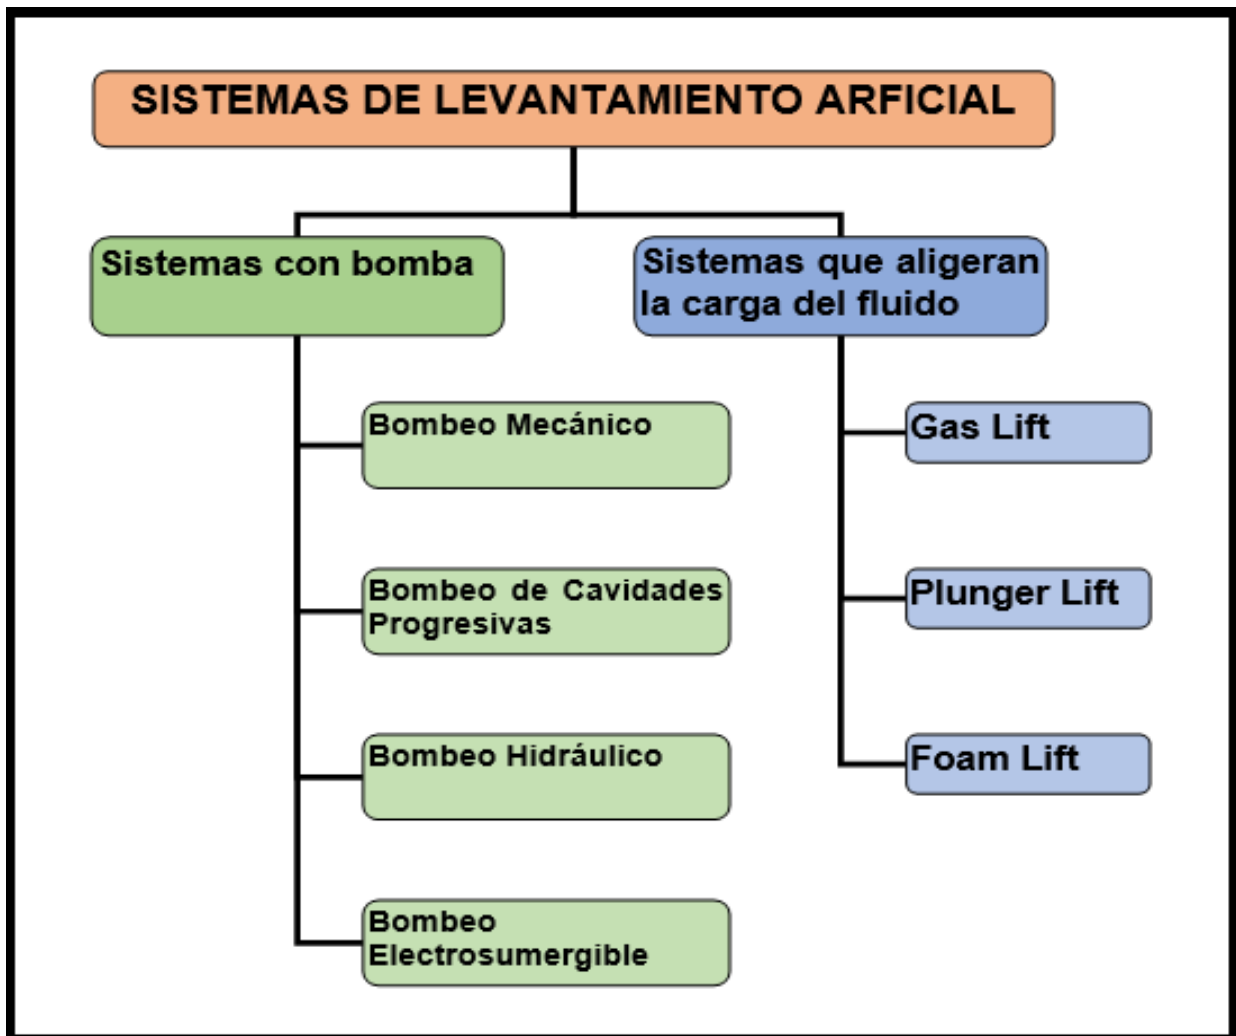 SISTEMAS DE LEVANTAMIENTO ARFICIAL
Sistemas con bomba
Sistemas que aligeran
la carga del fluido
Bombeo Mecánico
Bombeo de Cavidades
Progresivas
Bombeo Hidráulico
Bombeo
Electrosumergible
Gas Lift
Plunger Lift
Foam Lift